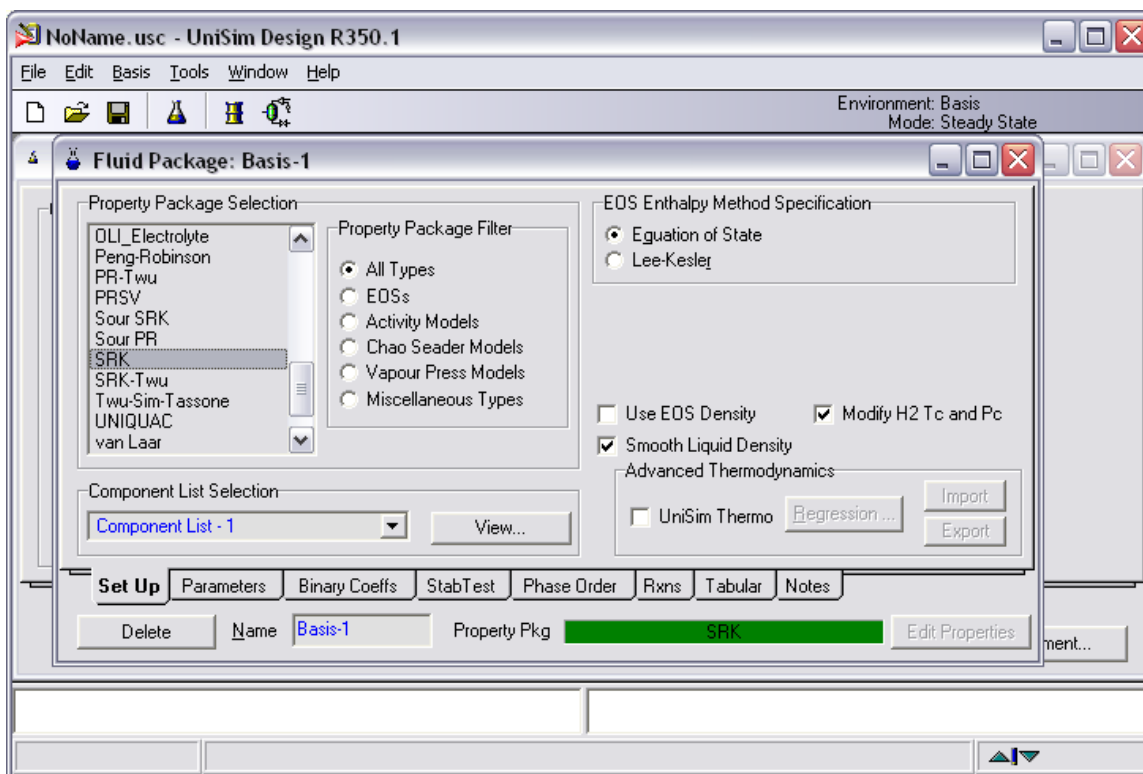 NoName.usc - UniSim Design R350.1
File Edit Basis Tools Window Help
Environment: Basis
Mode: Steady State
Fluid Package: Basis-1
Property Package Selection
OLI_Electrolyte
Peng-Robinson
PR-Twu
PRSV
Sour SRK
Sour PR
SRK
SRK-Twu
Twu-Sim-Tassone
UNIQUAC
van Laar
Property Package Filter
All Types
EOSs
Activity Models
Chao Seader Models
Vapour Press Models
Miscellaneous Types
EOS Enthalpy Method Specification
Equation of State
Lee-Kesler
Use EOS Density
Modify H2 Tc and Pc
Smooth Liquid Density
Component List Selection
Component List - 1
View...
Advanced Thermodynamics
UniSim Thermo
Regression ...
Import
Export
Set Up Parameters Binary Coeffs StabTest Phase Order Rxns Tabular Notes
Delete Name Basis-1 Property Pkg SRK Edit Properties
ment...